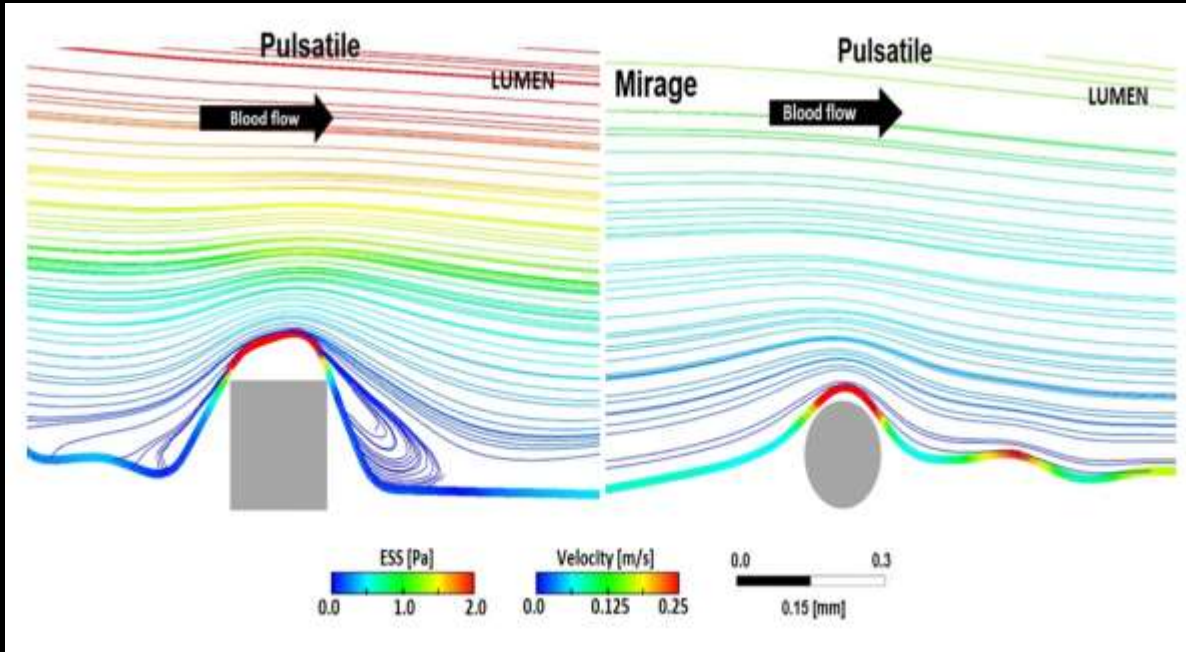 Pulsatile
LUMEN
Blood flow
Pulsatile
Mirage
LUMEN
Blood flow
ESS [Pa]
0.0 1.0 2.0
Velocity [m/s]
0.0 0.125 0.25
0.0 0.3
0.15 [mm]